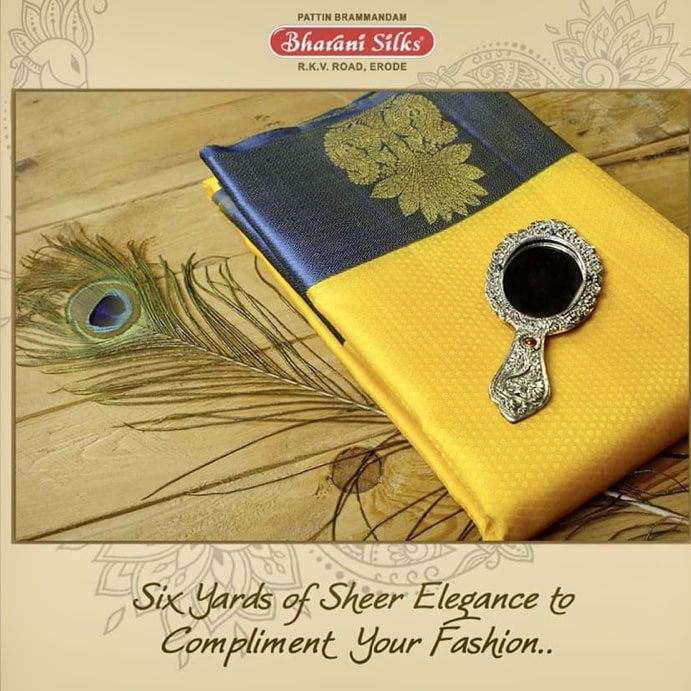 PATTIN BRAMMANDAM
Bharani Silks®
R.K.V. ROAD, ERODE
Six Yards of Sheer Elegance to
Compliment Your Fashion..